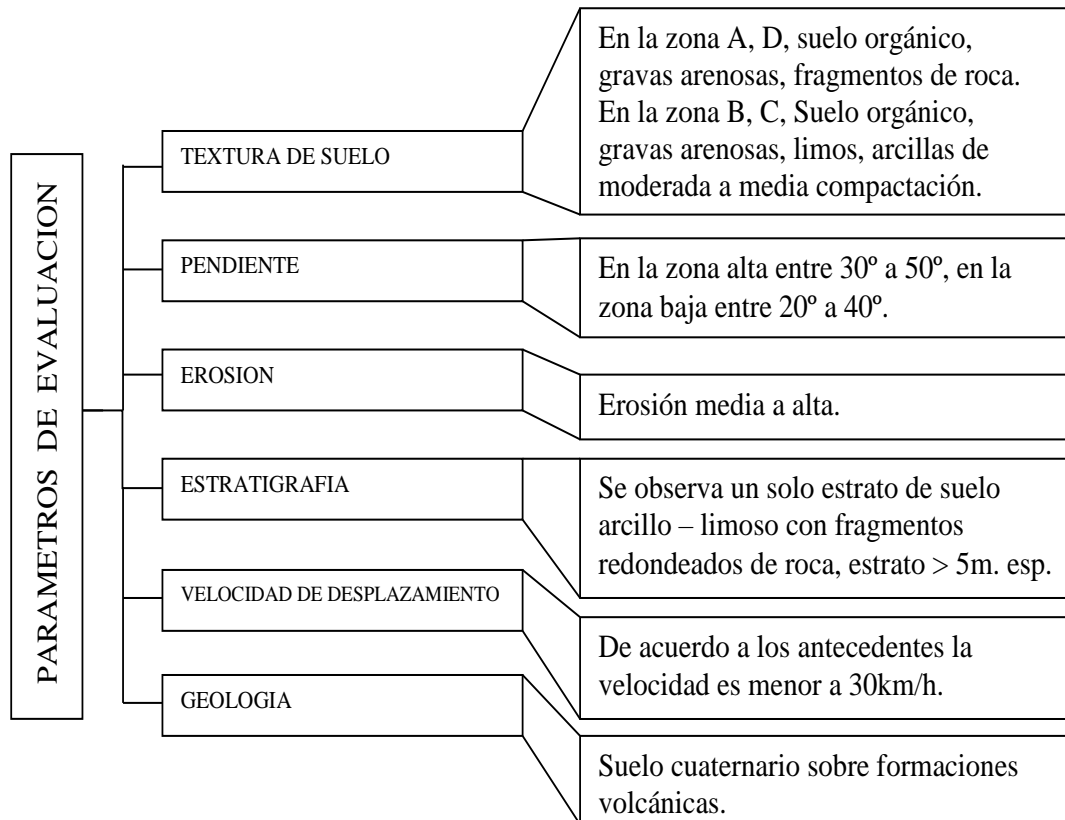 PARAMETROS DE EVALUACION
TEXTURA DE SUELO
En la zona A, D, suelo orgánico,
gravas arenosas, fragmentos de roca.
En la zona B, C, Suelo orgánico,
gravas arenosas, limos, arcillas de
moderada a media compactación.
PENDIENTE
En la zona alta entre 30º a 50º, en la
zona baja entre 20º a 40º.
EROSION
Erosión media a alta.
ESTRATIGRAFIA
Se observa un solo estrato de suelo
arcillo – limoso con fragmentos
redondeados de roca, estrato > 5m. esp.
VELOCIDAD DE DESPLAZAMIENTO
De acuerdo a los antecedentes la
velocidad es menor a 30km/h.
GEOLOGIA
Suelo cuaternario sobre formaciones
volcánicas.